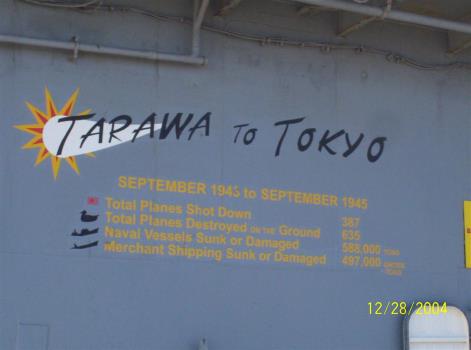 TARAWA TO TOKYO
SEPTEMBER 1943 to SEPTEMBER 1945
Total Planes Shot Down 387
Total Planes Destroyed ON THE Ground 635
Naval Vessels Sunk or Damaged 588,000 TONS
Merchant Shipping Sunk or Damaged 497,000 TONS
12/28/2004